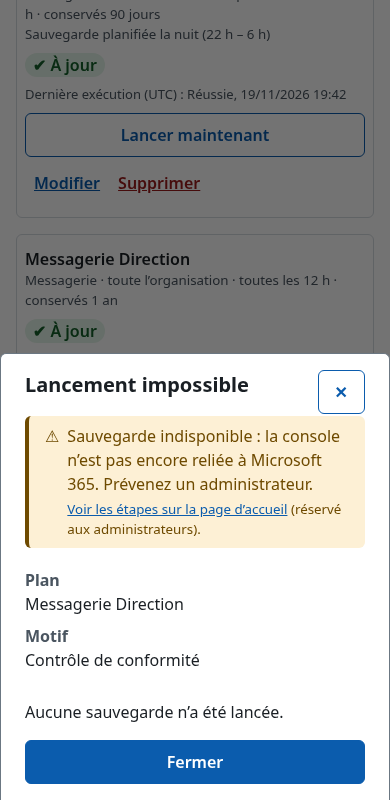 h · conservés 90 jours
Sauvegarde planifiée la nuit (22 h – 6 h)
✔ À jour
Dernière exécution (UTC) : Réussie, 19/11/2026 19:42
Lancer maintenant
Modifier Supprimer
Messagerie Direction
Messagerie · toute l’organisation · toutes les 12 h ·
conservés 1 an
✔ À jour
Lancement impossible
×
⚠ Sauvegarde indisponible : la console
n’est pas encore reliée à Microsoft
365. Prévenez un administrateur.
Voir les étapes sur la page d’accueil (réservé
aux administrateurs).
Plan
Messagerie Direction
Motif
Contrôle de conformité
Aucune sauvegarde n’a été lancée.
Fermer